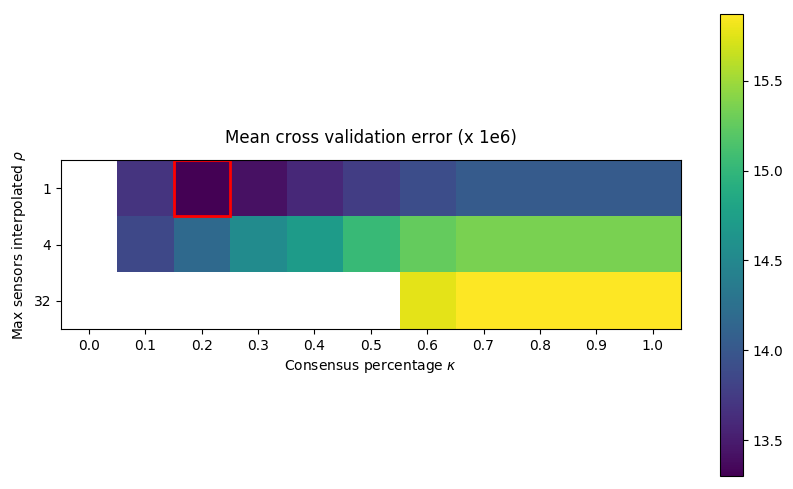 Mean cross validation error (x 1e6)
Max sensors interpolated ρ
1
4
32
0.0 0.1 0.2 0.3 0.4 0.5 0.6 0.7 0.8 0.9 1.0
Consensus percentage κ
15.5
15.0
14.5
14.0
13.5